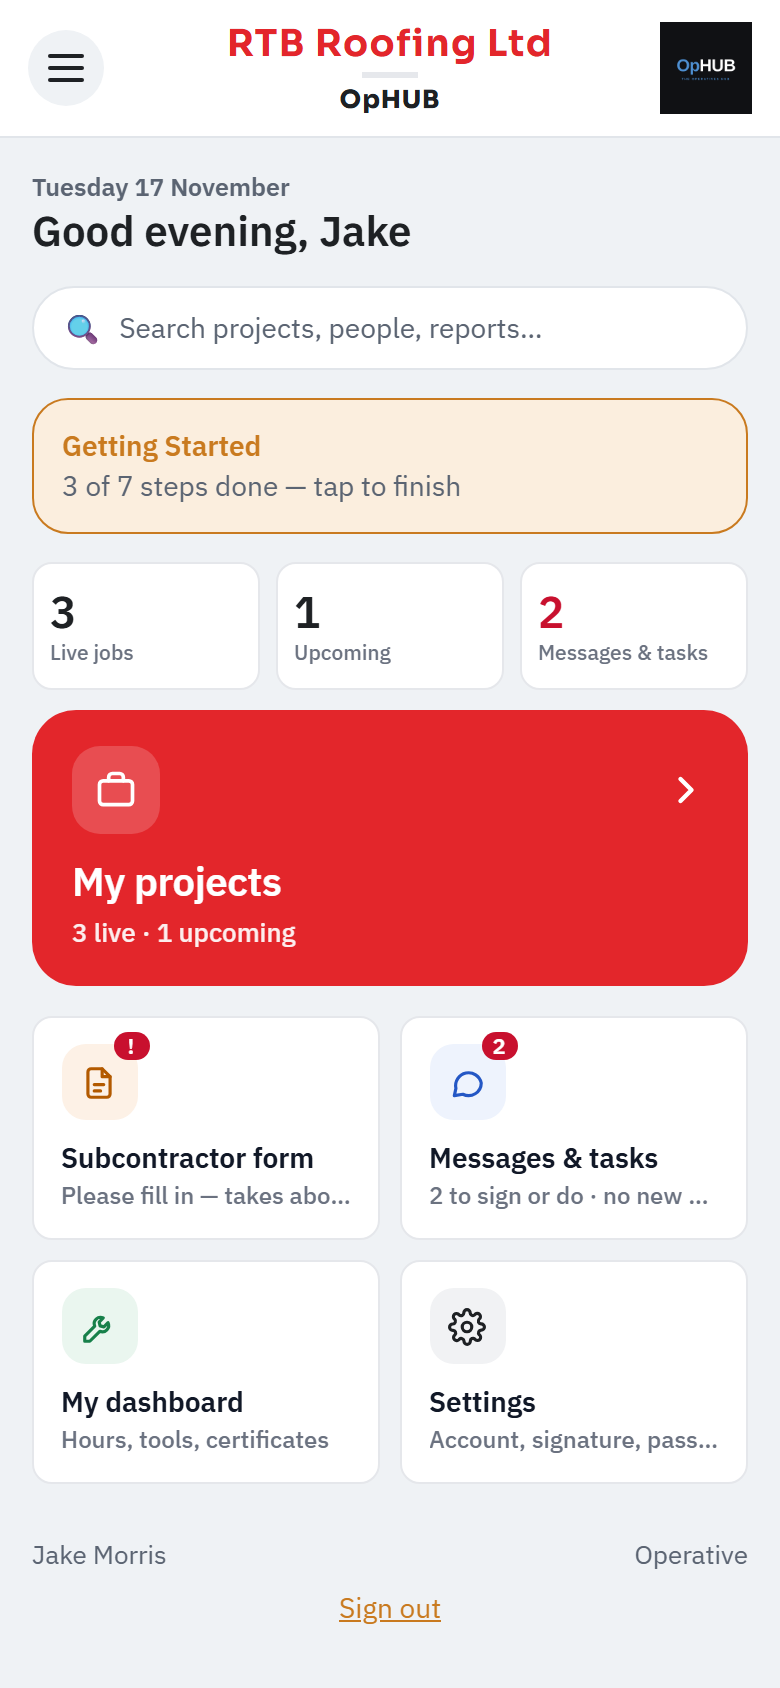 RTB Roofing Ltd
OpHUB
OpHUB
Tuesday 17 November
Good evening, Jake
Search projects, people, reports...
Getting Started
3 of 7 steps done — tap to finish
3
Live jobs
1
Upcoming
2
Messages & tasks
My projects
3 live · 1 upcoming
!
Subcontractor form
Please fill in — takes abo...
2
Messages & tasks
2 to sign or do · no new ...
My dashboard
Hours, tools, certificates
Settings
Account, signature, pass...
Jake Morris
Operative
Sign out